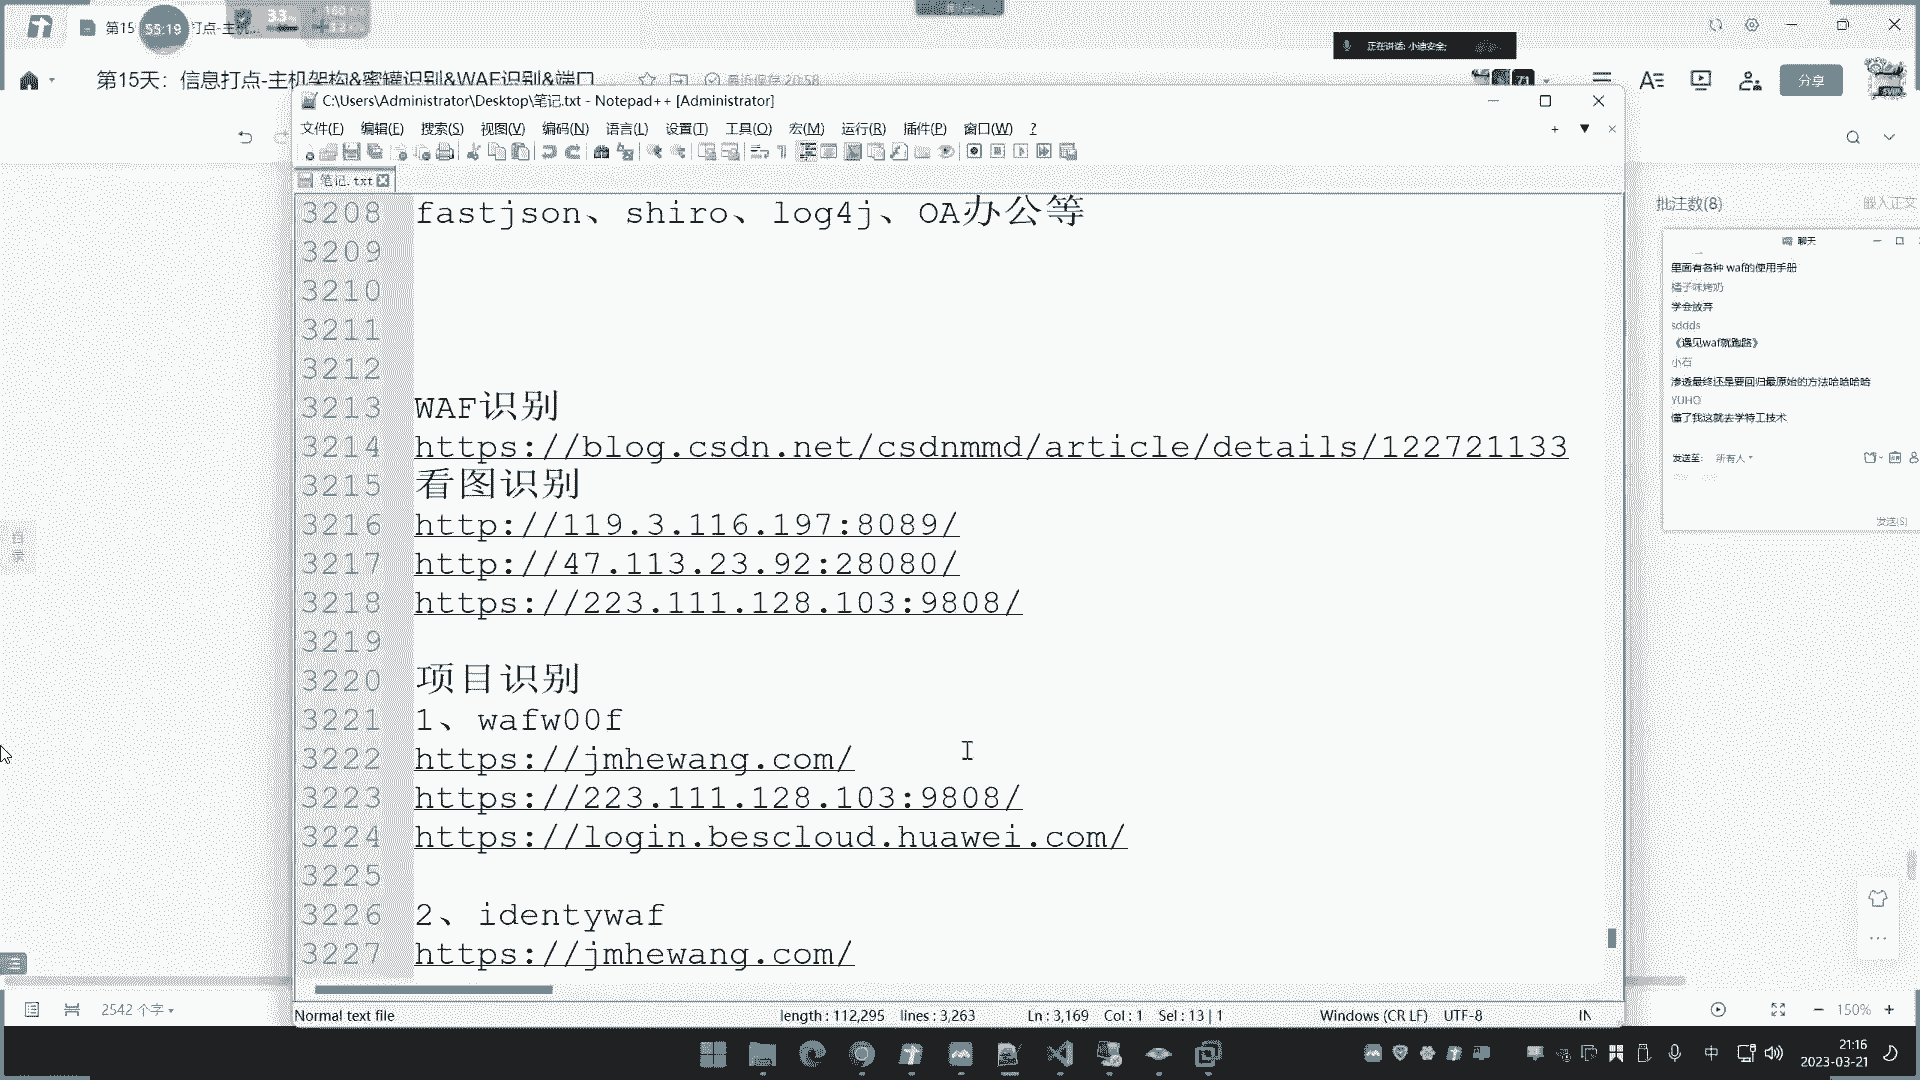 第15
55:19
打点-主机...
33
正在讲话: 小迪安全;
第15天: 信息打点-主机架构&蜜罐识别&WAF识别&端口
最近保存 20:58
分享
C:\Users\Administrator\Desktop\笔记.txt - Notepad++ [Administrator]
文件(F) 编辑(E) 搜索(S) 视图(V) 编码(N) 语言(L) 设置(T) 工具(O) 宏(M) 运行(R) 插件(P) 窗口(W) ?
笔记.txt
3208 fastjson、shiro、log4j、OA办公等
3209
3210
3211
3212
3213 WAF识别
3214 https://blog.csdn.net/csdnmmd/article/details/122721133
3215 看图识别
3216 http://119.3.116.197:8089/
3217 http://47.113.23.92:28080/
3218 https://223.111.128.103:9808/
3219
3220 项目识别
3221 1、wafw00f
3222 https://jmhewang.com/
3223 https://223.111.128.103:9808/
3224 https://login.bescloud.huawei.com/
3225
3226 2、identywaf
3227 https://jmhewang.com/
Normal text file length : 112,295 lines : 3,263 Ln : 3,169 Col : 1 Sel : 13 | 1 Windows (CR LF) UTF-8 IN
批注数(8) 嵌入正文
聊天
里面有各种 waf的使用手册
橘子味烤奶
学会放弃
sddds
《遇见waf就跑路》
小石
渗透最终还是要回归最原始的方法哈哈哈哈
YUHO
懂了我这就去学特工技术
发送至: 所有人
发送(S)
目录
2542 个字
150%
中
21:16
2023-03-21